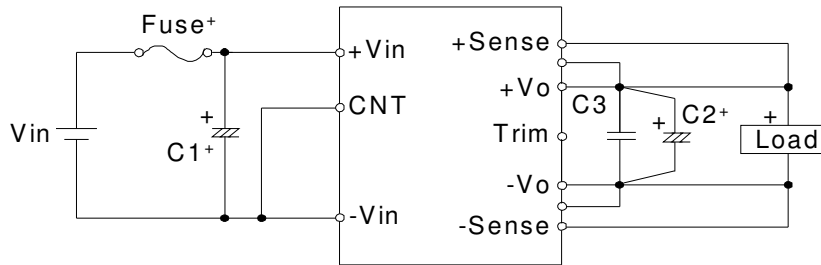 Fuse+
+Vin
+Sense
+Vo
CNT
C3
C2+
+
Vin
+
C1+
Trim
+
Load
-Vo
-Vin
-Sense